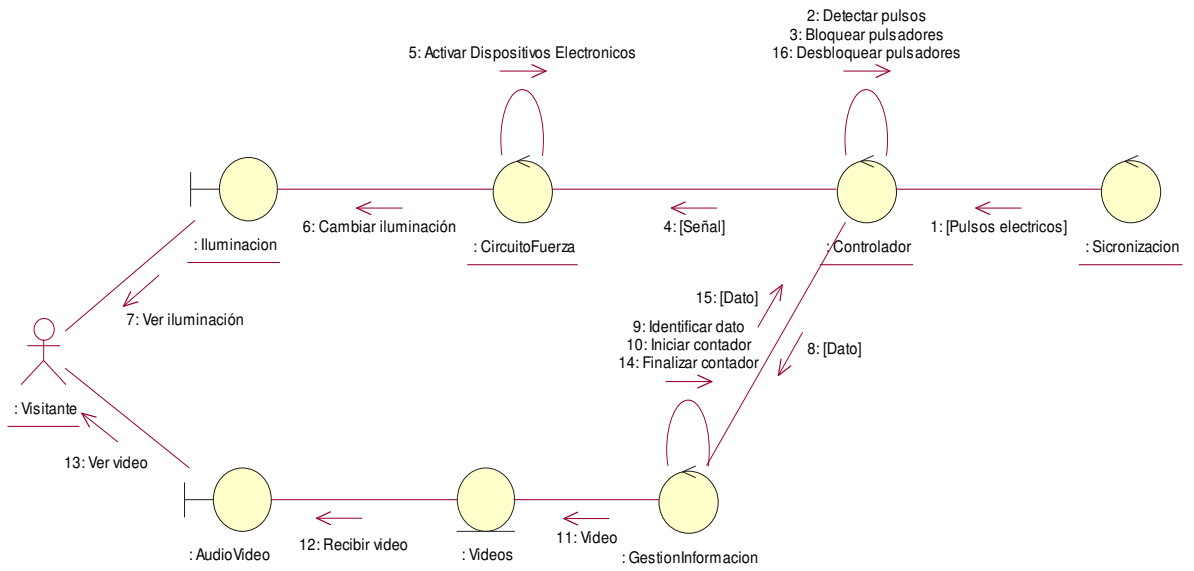 2: Detectar pulsos
3: Bloquear pulsadores
16: Desbloquear pulsadores
5: Activar Dispositivos Electronicos
6: Cambiar iluminación
4: [Señal]
1: [Pulsos electricos]
: Iluminacion
: CircuitoFuerza
: Controlador
: Sicronizacion
7: Ver iluminación
15: [Dato]
9: Identificar dato
10: Iniciar contador
14: Finalizar contador
8: [Dato]
: Visitante
13: Ver video
12: Recibir video
11: Video
: AudioVideo
: Videos
: GestionInformacion